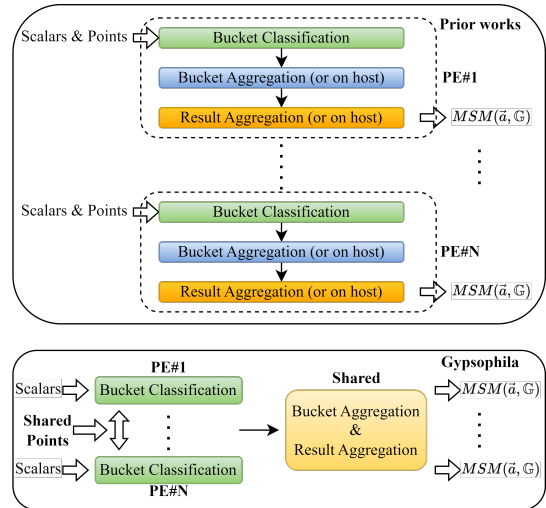 Prior works
Scalars & Points
Bucket Classification
PE#1
Bucket Aggregation (or on host)
Result Aggregation (or on host)
MSM(a⃗, 𝔾)
Scalars & Points
Bucket Classification
PE#N
Bucket Aggregation (or on host)
Result Aggregation (or on host)
MSM(a⃗, 𝔾)
Gypsophila
PE#1
Scalars
Bucket Classification
Shared
MSM(a⃗, 𝔾)
Shared
Points
Bucket Aggregation
&
Result Aggregation
Scalars
Bucket Classification
MSM(a⃗, 𝔾)
PE#N